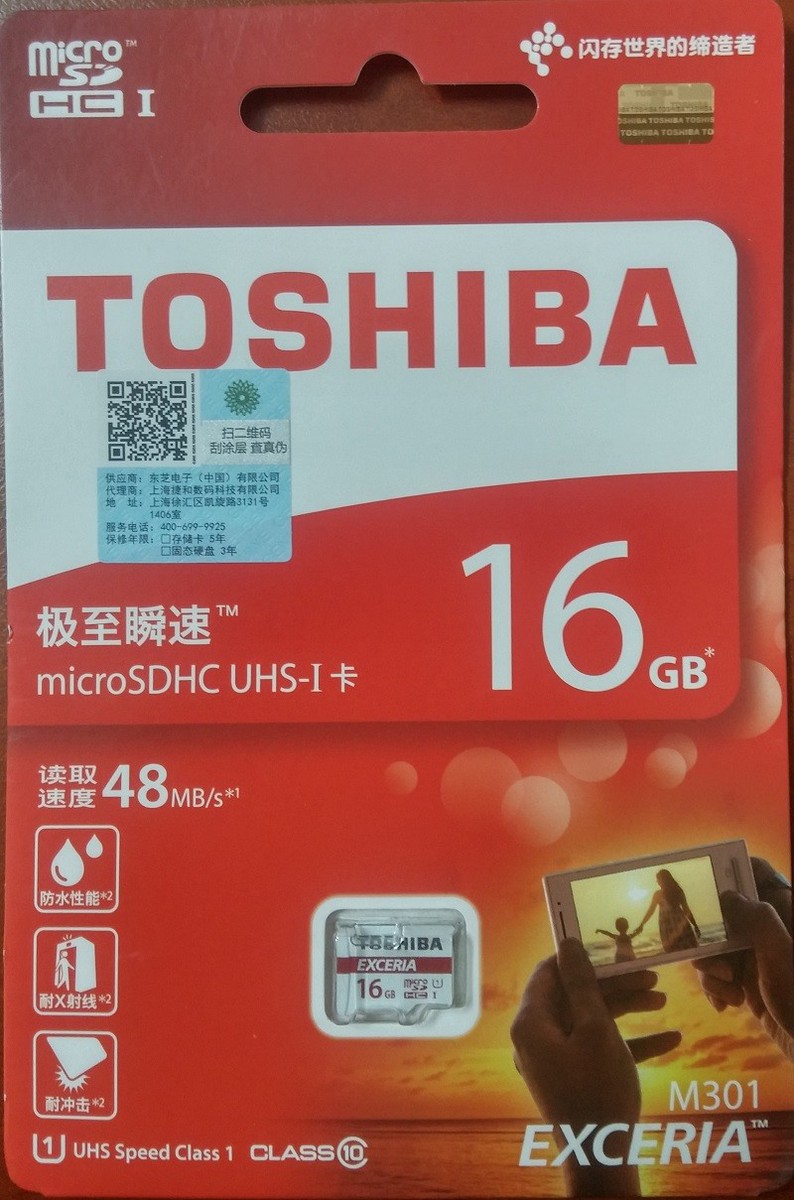 micro™
SD
HC I
闪存世界的缔造者
TOSHIBA
TOSHIBA TOSHIBA TO
TOSHIBA
扫二维码
刮涂层 查真伪
供应商：东芝电子（中国）有限公司
代理商：上海捷和数码科技有限公司
地 址：上海徐汇区凯旋路3131号
1406室
服务电话：400-699-9925
保修年限：□存储卡 5年
□固态硬盘 3年
极至瞬速™
microSDHC UHS-I 卡
16GB*
读取
速度 48MB/s*1
防水性能*2
耐X射线*2
耐冲击*2
TOSHIBA
EXCERIA
16GB micro SD HC I U1
M301
EXCERIA™
U1 UHS Speed Class 1 CLASS10